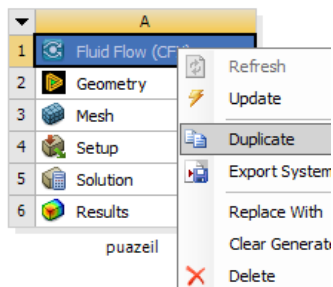 A
1 Fluid Flow (CF
2 Geometry
3 Mesh
4 Setup
5 Solution
6 Results
puazeil
Refresh
Update
Duplicate
Export System
Replace With
Clear Generate
Delete